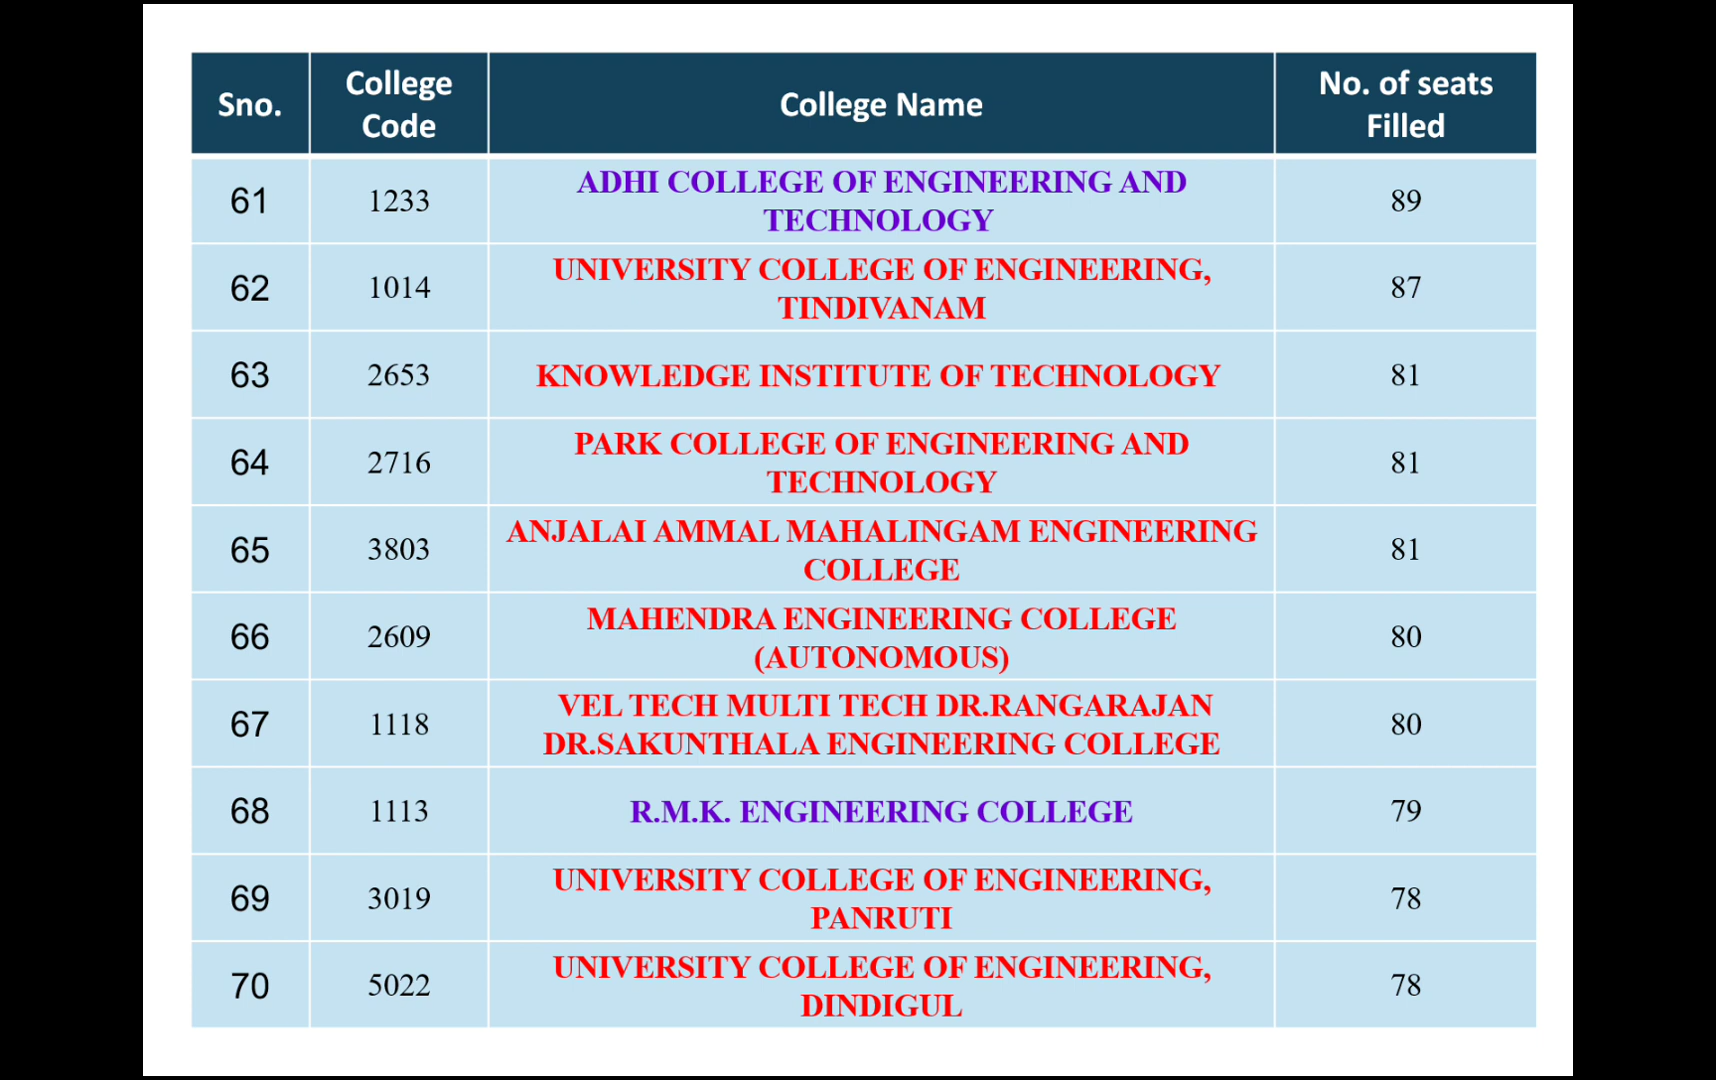 Sno.
College
Code
College Name
No. of seats
Filled
61
1233
ADHI COLLEGE OF ENGINEERING AND
TECHNOLOGY
89
62
1014
UNIVERSITY COLLEGE OF ENGINEERING,
TINDIVANAM
87
63
2653
KNOWLEDGE INSTITUTE OF TECHNOLOGY
81
64
2716
PARK COLLEGE OF ENGINEERING AND
TECHNOLOGY
81
65
3803
ANJALAI AMMAL MAHALINGAM ENGINEERING
COLLEGE
81
66
2609
MAHENDRA ENGINEERING COLLEGE
(AUTONOMOUS)
80
67
1118
VEL TECH MULTI TECH DR.RANGARAJAN
DR.SAKUNTHALA ENGINEERING COLLEGE
80
68
1113
R.M.K. ENGINEERING COLLEGE
79
69
3019
UNIVERSITY COLLEGE OF ENGINEERING,
PANRUTI
78
70
5022
UNIVERSITY COLLEGE OF ENGINEERING,
DINDIGUL
78